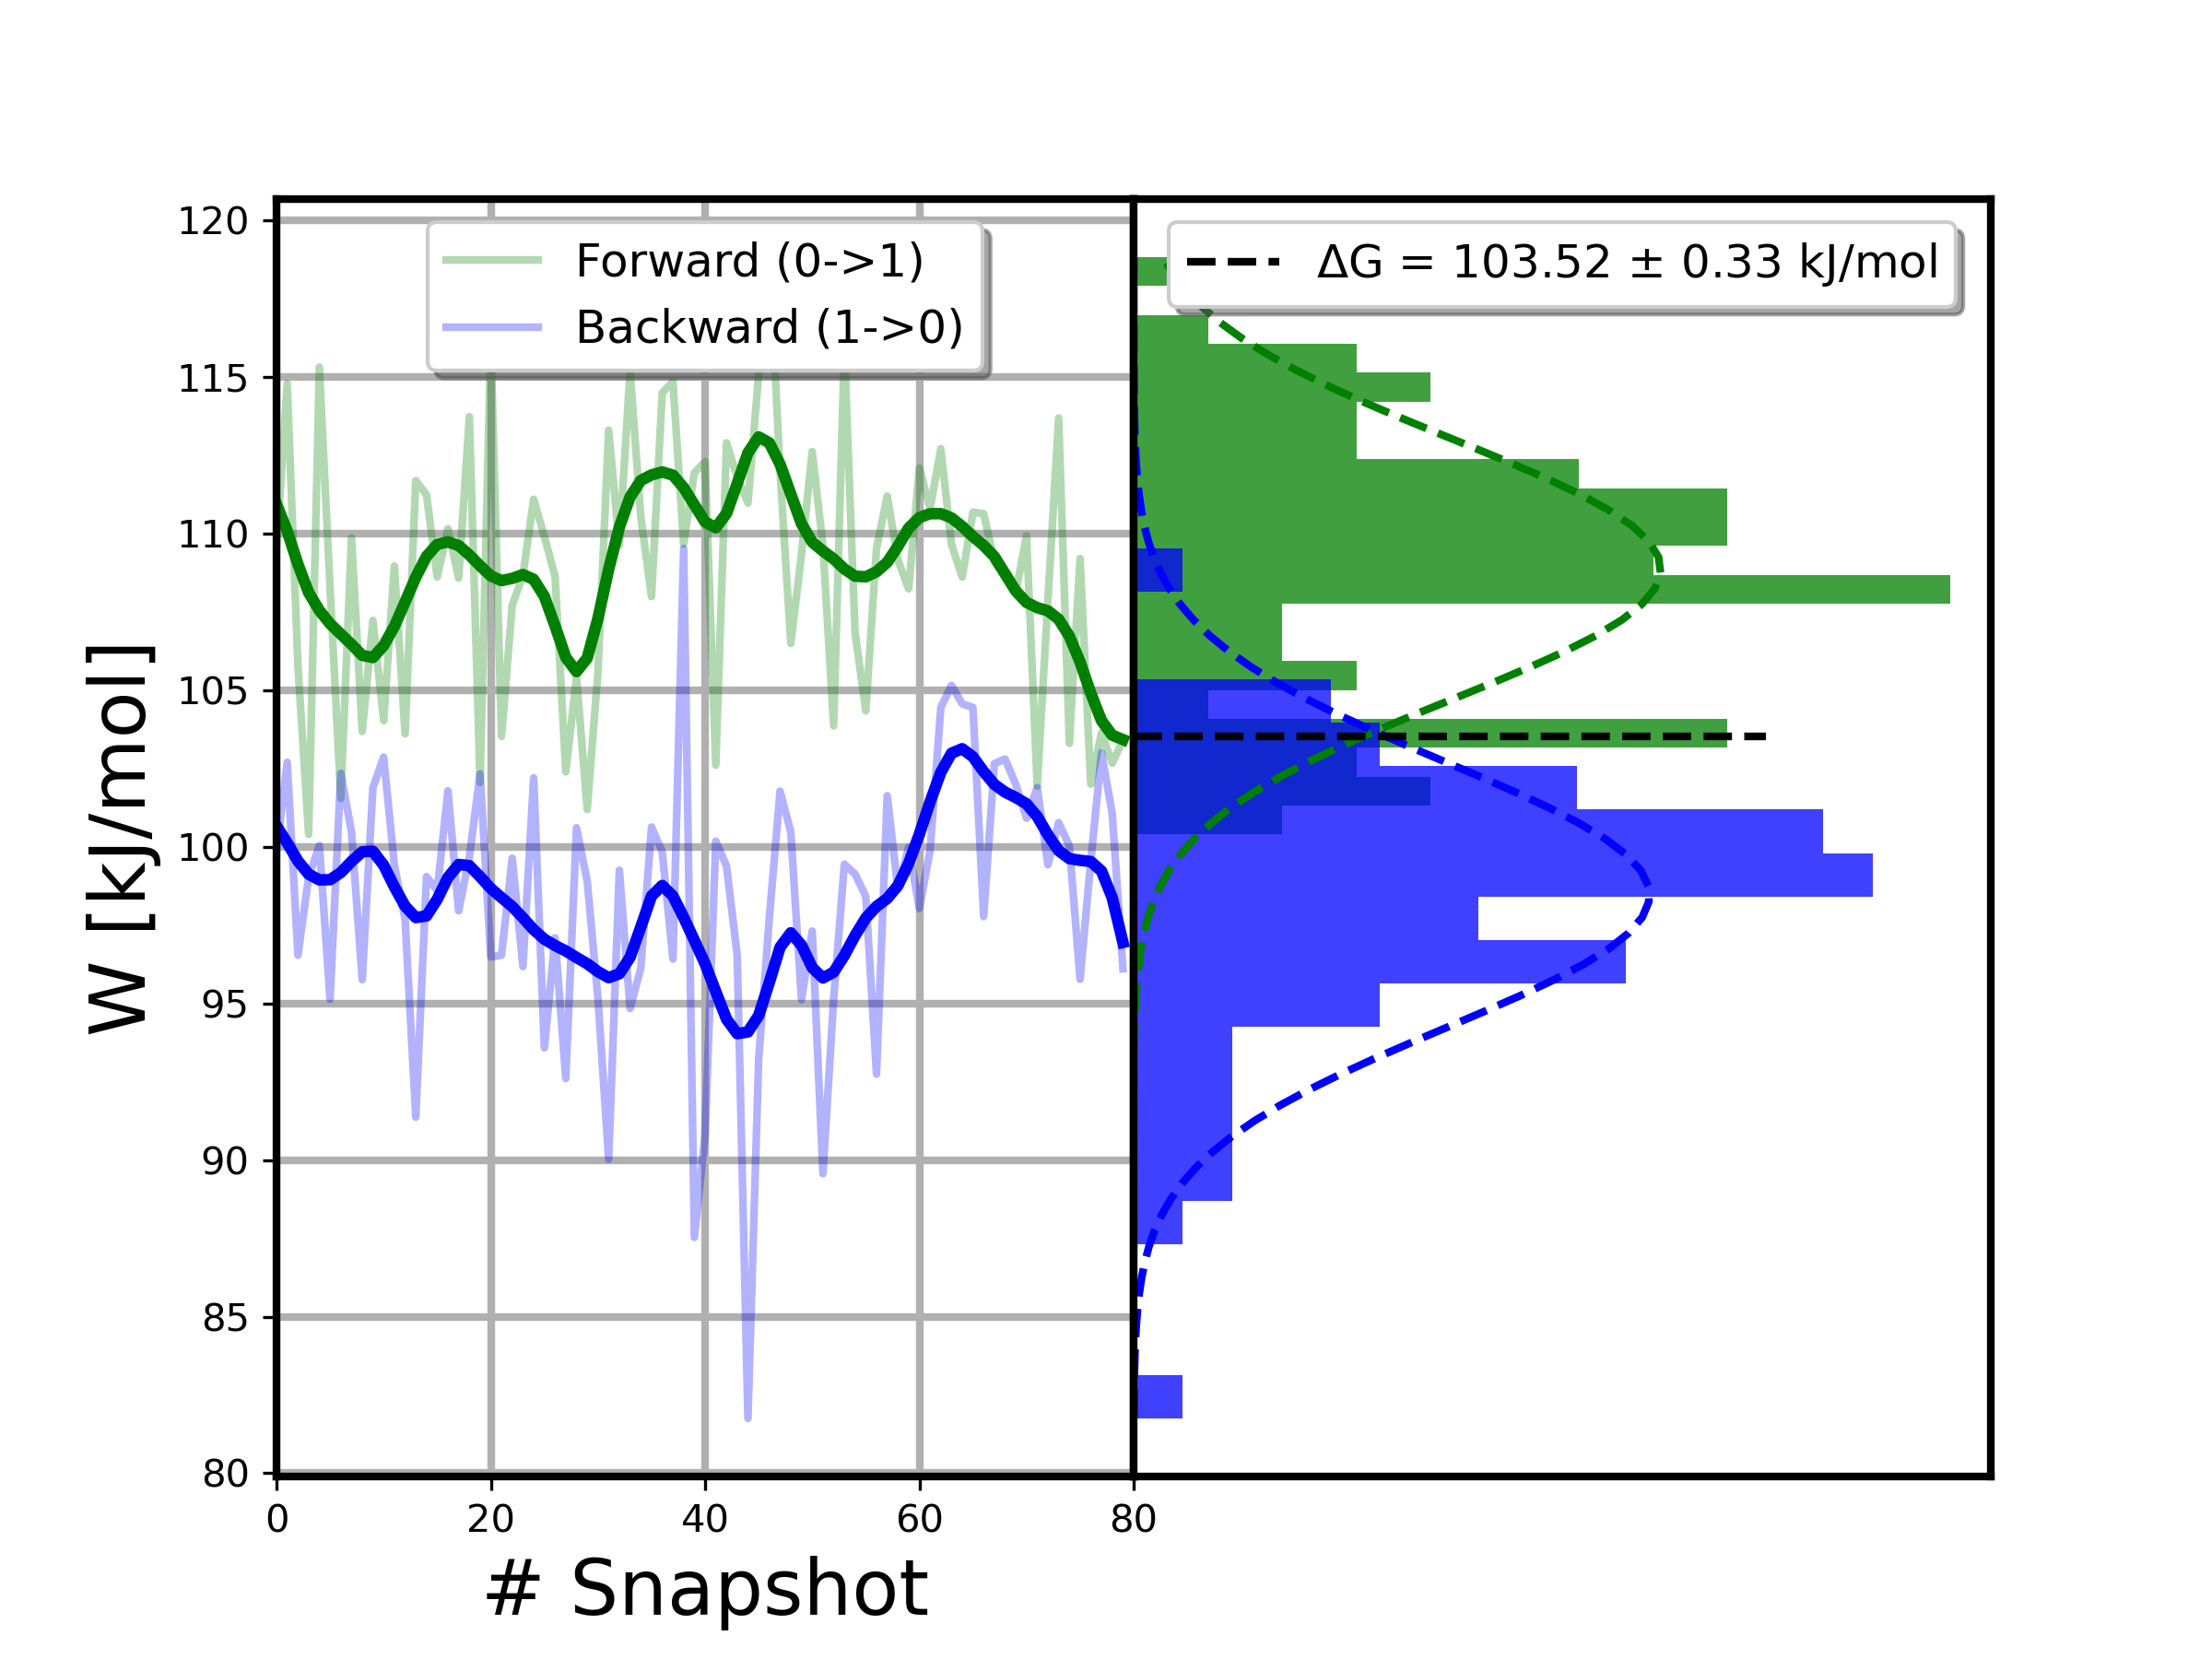 120
115
110
105
100
95
90
85
80
W [kJ/mol]
0
20
40
60
80
# Snapshot
Forward (0->1)
Backward (1->0)
ΔG = 103.52 ± 0.33 kJ/mol